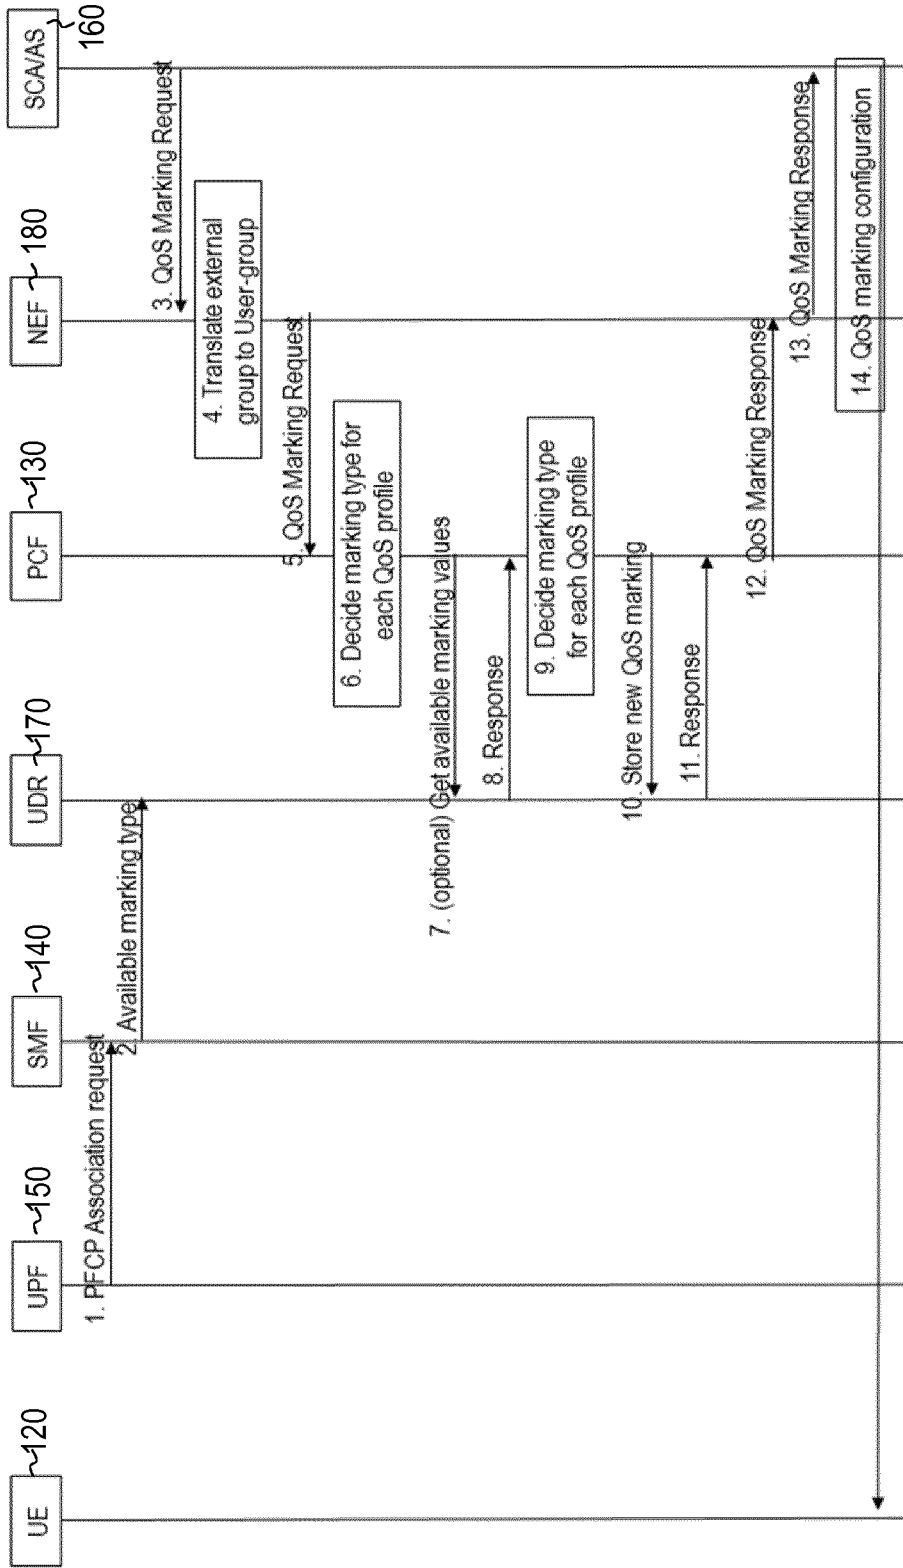 UE
120
UPF
150
SMF
140
UDR
170
PCF
130
NEF
180
SCA/AS
160
1. PFCP Association request
2. Available marking type
3. QoS Marking Request
4. Translate external
group to User-group
5. QoS Marking Request
6. Decide marking type for
each QoS profile
7. (optional) Get available marking values
8. Response
9. Decide marking type
for each QoS profile
10. Store new QoS marking
11. Response
12. QoS Marking Response
13. QoS Marking Response
14. QoS marking configuration